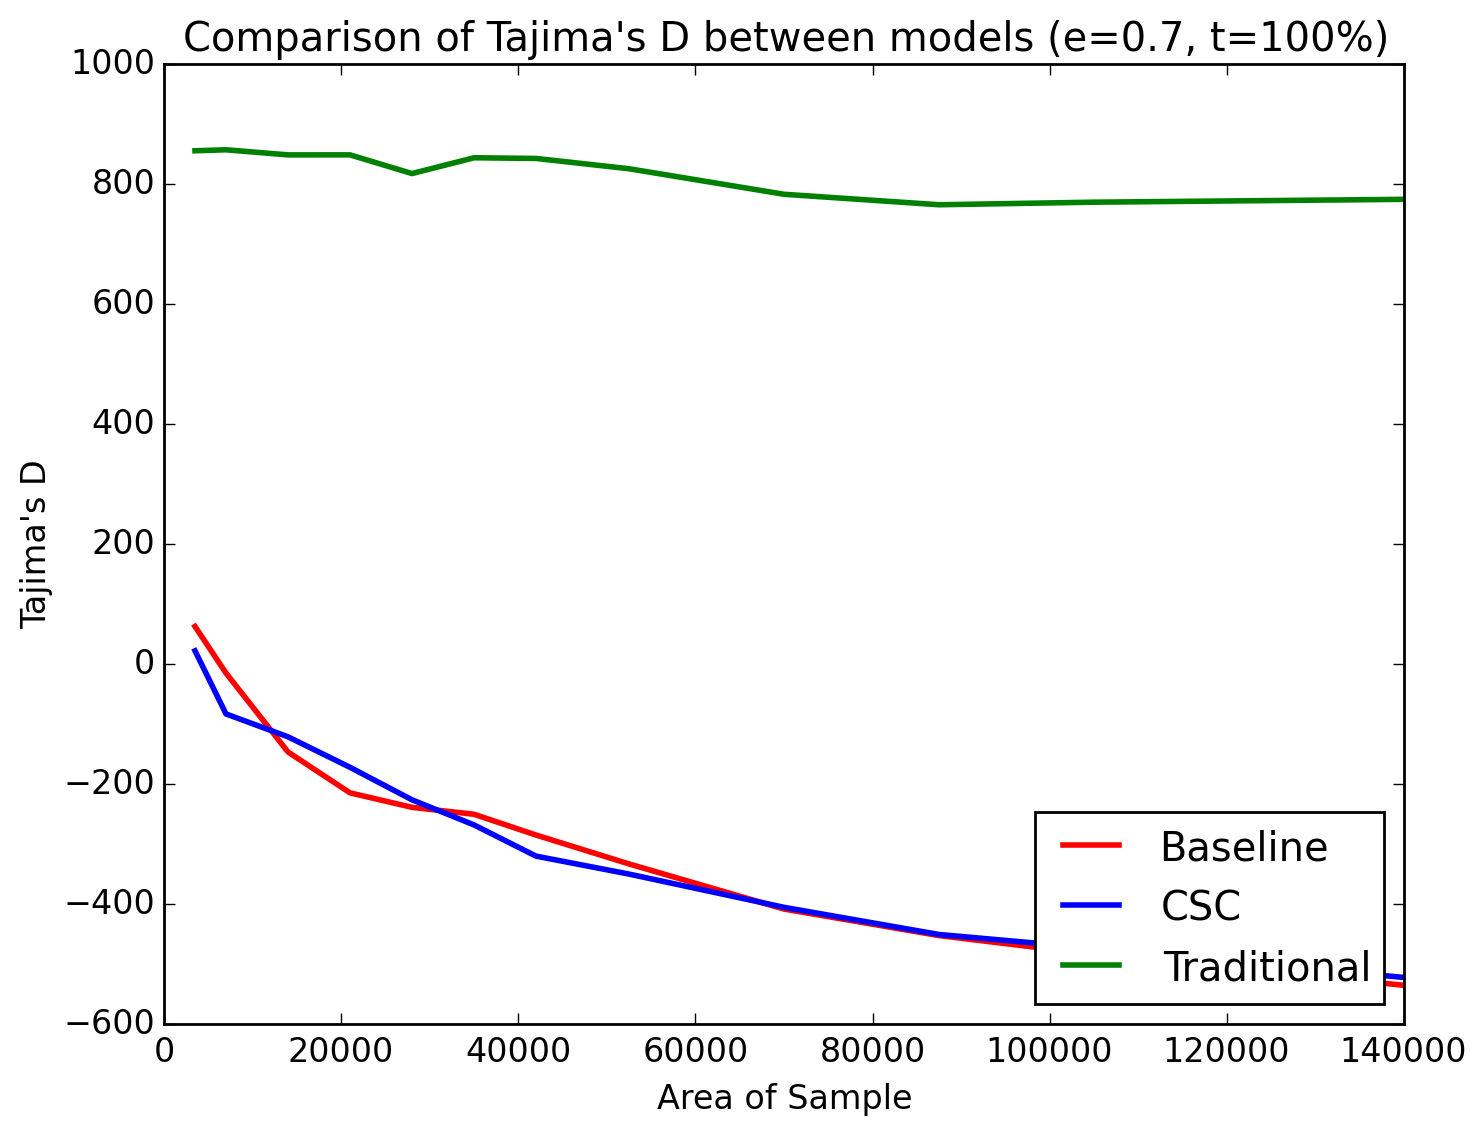 Comparison of Tajima's D between models (e=0.7, t=100%)
1000
800
600
400
200
0
−200
−400
−600
Tajima's D
Baseline
CSC
Traditional
0 20000 40000 60000 80000 100000 120000 140000
Area of Sample